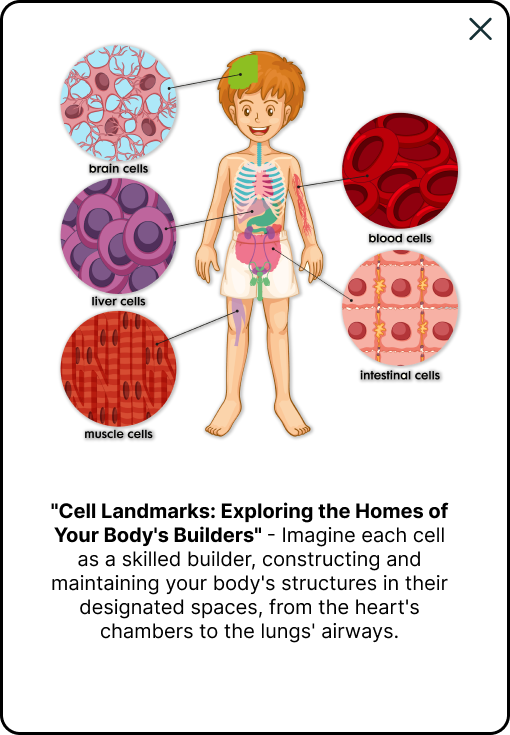 brain cells
blood cells
liver cells
intestinal cells
muscle cells
"Cell Landmarks: Exploring the Homes of
Your Body's Builders" - Imagine each cell
as a skilled builder, constructing and
maintaining your body's structures in their
designated spaces, from the heart's
chambers to the lungs' airways.